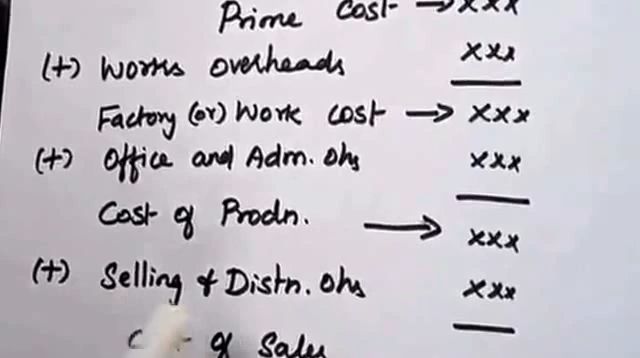 Prime Cost → xxx
(+) Works overheads xxx
Factory (or) Work cost → xxx
(+) Office and Adm. Ohs xxx
Cost of Prodn. → xxx
(+) Selling & Distn. Ohs xxx
of Sales